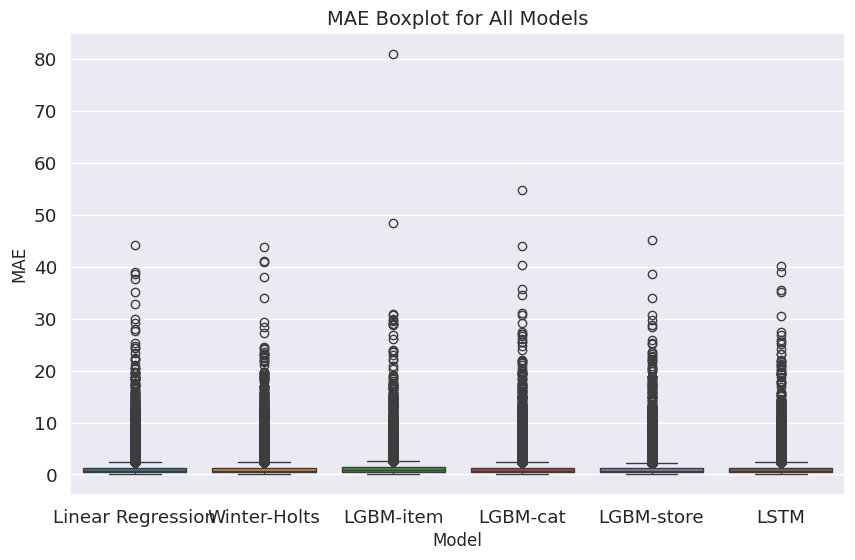 MAE Boxplot for All Models
80
70
60
50
40
30
20
10
0
MAE
Linear Regression Winter-Holts LGBM-item LGBM-cat LGBM-store LSTM
Model